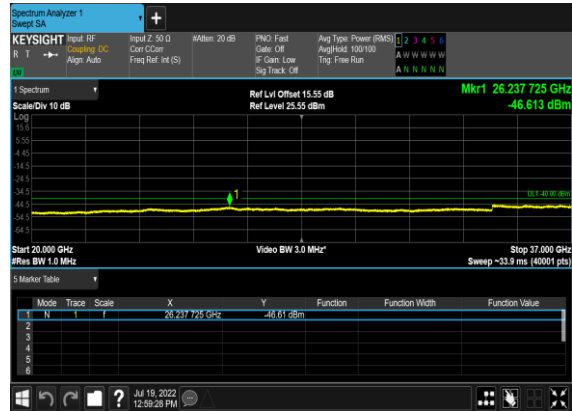 Spectrum Analyzer 1
Swept SA
+
KEYSIGHT Input: RF Input Z: 50 Ω #Atten: 20 dB PNO: Fast Avg Type: Power (RMS) 1 2 3 4 5 6
R T Coupling: DC Corr CCorr Gate: Off Avg|Hold: 100/100 A W W W W W
Align: Auto Freq Ref: Int (S) IF Gain: Low Trig: Free Run
Sig Track: Off A N N N N N
1 Spectrum Ref Lvl Offset 15.55 dB Mkr1 26.237 725 GHz
Scale/Div 10 dB Ref Level 25.55 dBm -46.613 dBm
Log
15.6
5.55
-4.45
-14.5
-24.5
-34.5
1
DL1 -40.00 dBm
-44.5
-54.5
-64.5
Start 20.000 GHz Video BW 3.0 MHz* Stop 37.000 GHz
#Res BW 1.0 MHz Sweep ~33.9 ms (40001 pts)
5 Marker Table
Mode Trace Scale X Y Function Function Width Function Value
1 N 1 f 26.237 725 GHz -46.61 dBm
2
3
4
5
6
? Jul 19, 2022
12:59:28 PM